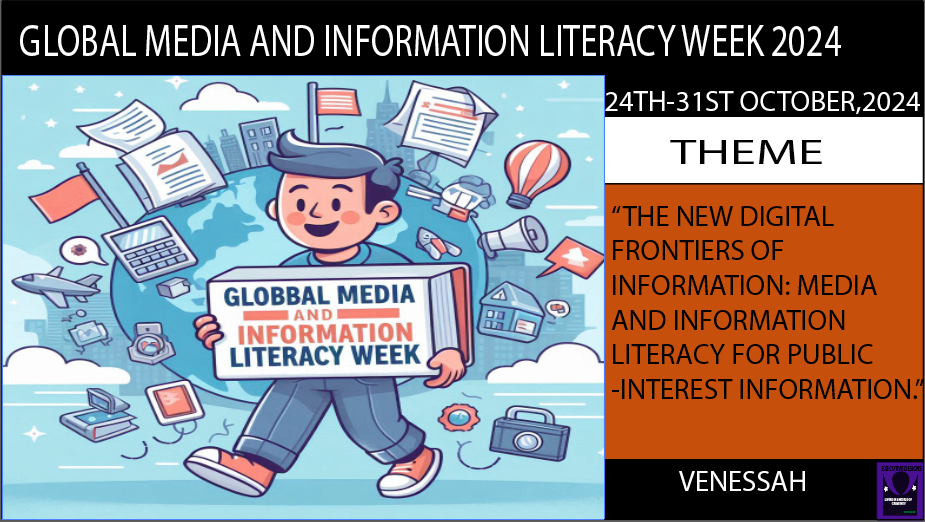 GLOBAL MEDIA AND INFORMATION LITERACY WEEK 2024
24TH-31ST OCTOBER,2024
THEME
“THE NEW DIGITAL
FRONTIERS OF
INFORMATION: MEDIA
AND INFORMATION
LITERACY FOR PUBLIC
-INTEREST INFORMATION.”
GLOBBAL MEDIA
AND
INFORMATION
LITERACY WEEK
VENESSAH